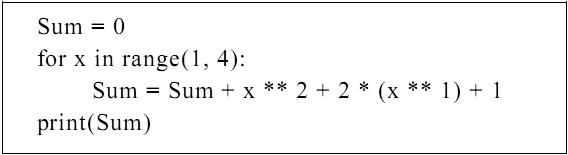 Sum = 0
for x in range(1, 4):
Sum = Sum + x ** 2 + 2 * (x ** 1) + 1
print(Sum)